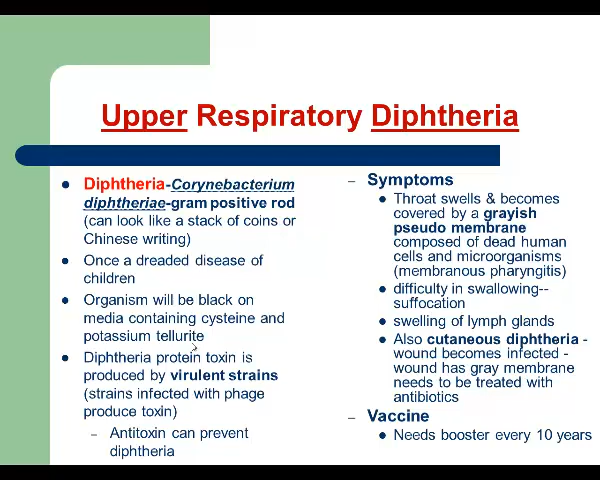 Upper Respiratory Diphtheria
Diphtheria-Corynebacterium
diphtheriae-gram positive rod
(can look like a stack of coins or
Chinese writing)
Once a dreaded disease of
children
Organism will be black on
media containing cysteine and
potassium tellurite
Diphtheria protein toxin is
produced by virulent strains
(strains infected with phage
produce toxin)
– Antitoxin can prevent
diphtheria
– Symptoms
Throat swells & becomes
covered by a grayish
pseudo membrane
composed of dead human
cells and microorganisms
(membranous pharyngitis)
difficulty in swallowing--
suffocation
swelling of lymph glands
Also cutaneous diphtheria -
wound becomes infected -
wound has gray membrane
needs to be treated with
antibiotics
– Vaccine
Needs booster every 10 years